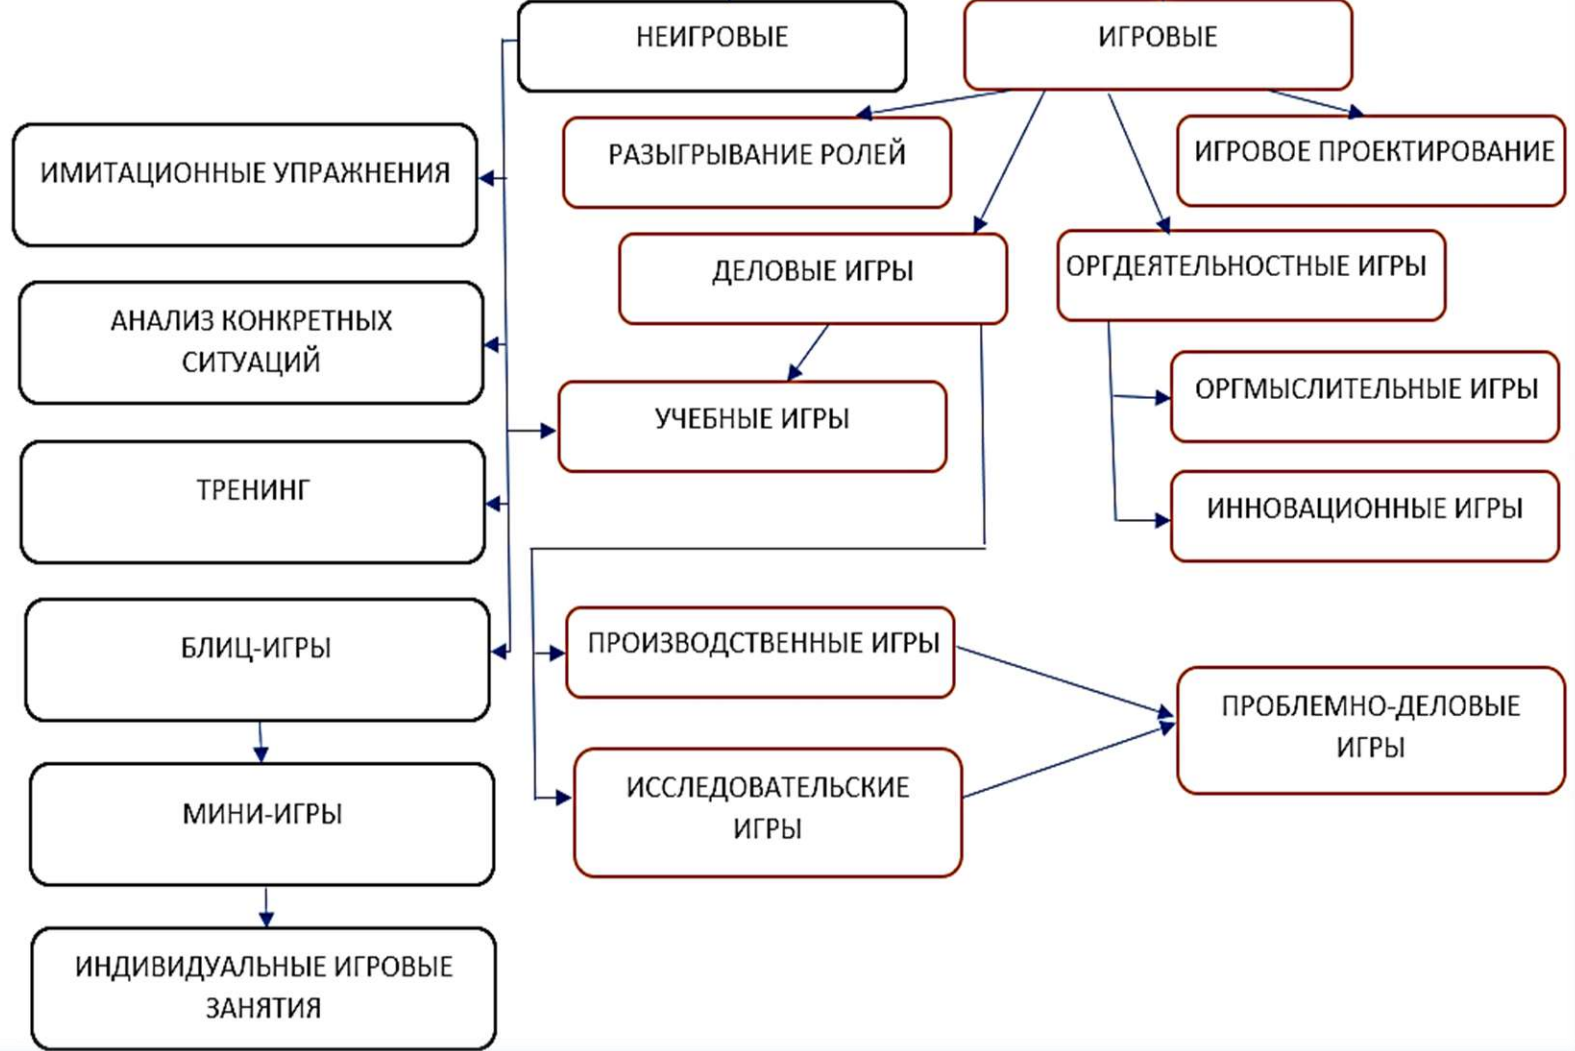 НЕИГРОВЫЕ
ИГРОВЫЕ
ИМИТАЦИОННЫЕ УПРАЖНЕНИЯ
РАЗЫГРЫВАНИЕ РОЛЕЙ
ИГРОВОЕ ПРОЕКТИРОВАНИЕ
ДЕЛОВЫЕ ИГРЫ
ОРГДЕЯТЕЛЬНОСТНЫЕ ИГРЫ
АНАЛИЗ КОНКРЕТНЫХ
СИТУАЦИЙ
УЧЕБНЫЕ ИГРЫ
ОРГМЫСЛИТЕЛЬНЫЕ ИГРЫ
ТРЕНИНГ
ИННОВАЦИОННЫЕ ИГРЫ
БЛИЦ-ИГРЫ
ПРОИЗВОДСТВЕННЫЕ ИГРЫ
ПРОБЛЕМНО-ДЕЛОВЫЕ
ИГРЫ
МИНИ-ИГРЫ
ИССЛЕДОВАТЕЛЬСКИЕ
ИГРЫ
ИНДИВИДУАЛЬНЫЕ ИГРОВЫЕ
ЗАНЯТИЯ